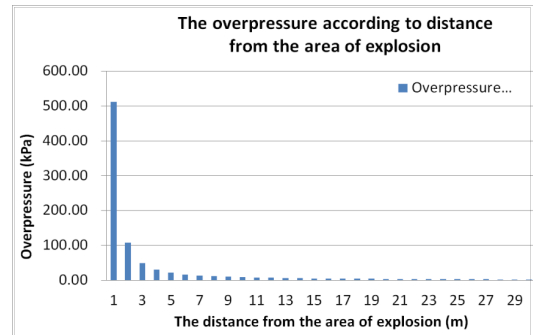 The overpressure according to distance
from the area of explosion
600.00
500.00
400.00
300.00
200.00
100.00
0.00
Overpressure (kPa)
Overpressure...
1 3 5 7 9 11 13 15 17 19 21 23 25 27 29
The distance from the area of explosion (m)